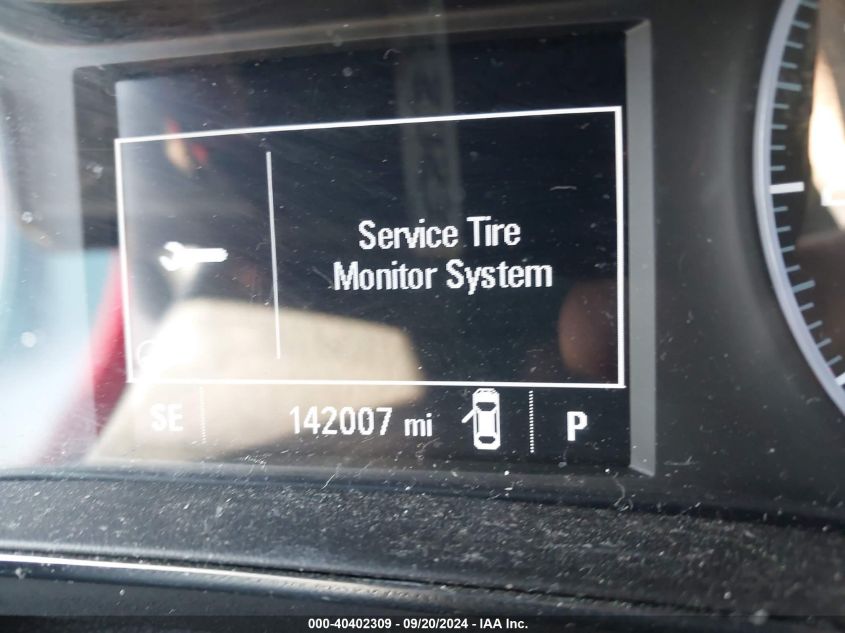 Service Tire
Monitor System
SE 142007 mi P
000-40402309 - 09/20/2024 - IAA Inc.